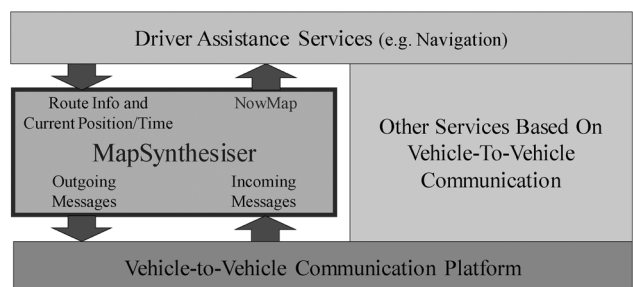 Driver Assistance Services (e.g. Navigation)
Route Info and
Current Position/Time
NowMap
MapSynthesiser
Outgoing
Messages
Incoming
Messages
Other Services Based On
Vehicle-To-Vehicle
Communication
Vehicle-to-Vehicle Communication Platform